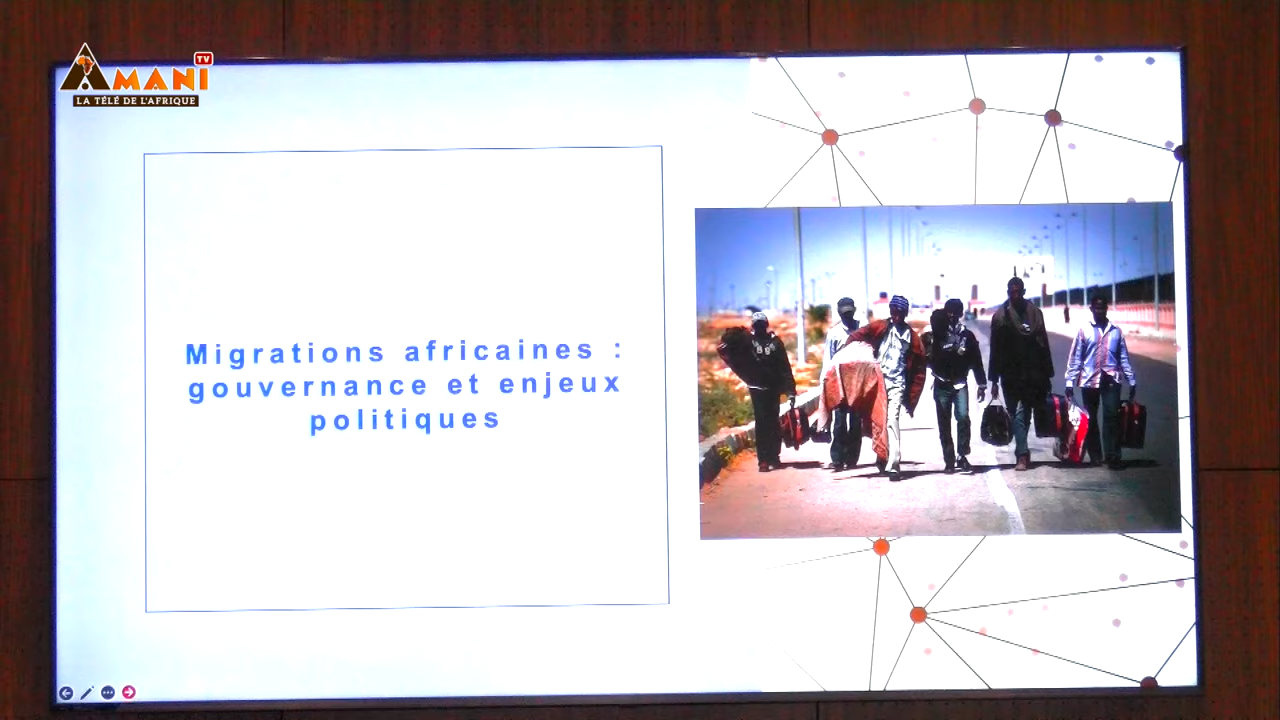 AMANI TV
LA TÉLÉ DE L'AFRIQUE
Migrations africaines :
gouvernance et enjeux
politiques